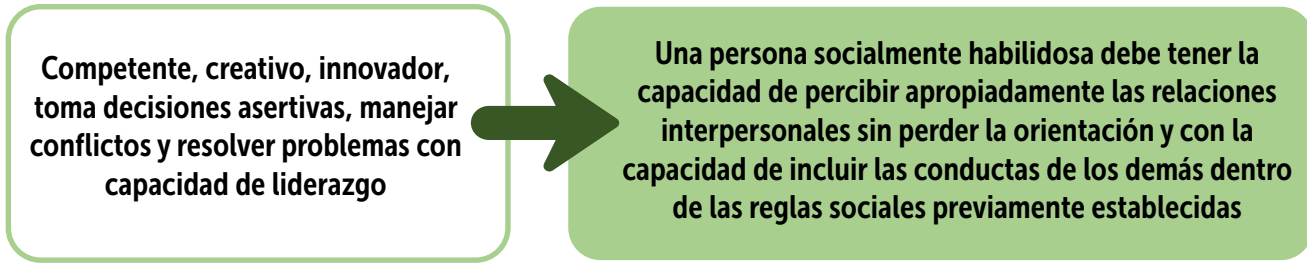 Competente, creativo, innovador,
toma decisiones asertivas, manejar
conflictos y resolver problemas con
capacidad de liderazgo
Una persona socialmente habilidosa debe tener la
capacidad de percibir apropiadamente las relaciones
interpersonales sin perder la orientación y con la
capacidad de incluir las conductas de los demás dentro
de las reglas sociales previamente establecidas